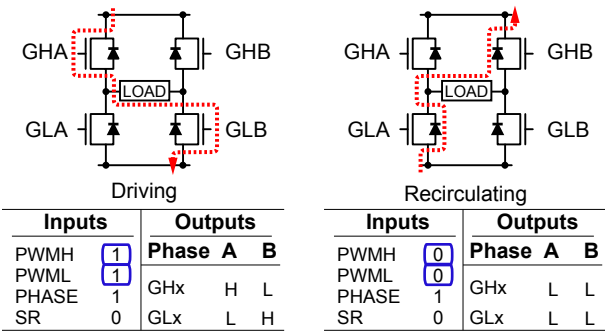 GHA GHB GHA GHB
LOAD LOAD
GLA GLB GLA GLB
Driving Recirculating
Inputs Outputs Inputs Outputs
PWMH 1 Phase A B PWMH 0 Phase A B
PWML 1 PWML 0
GHx H L GHx L L
PHASE 1 PHASE 1
SR 0 GLx L H SR 0 GLx L L